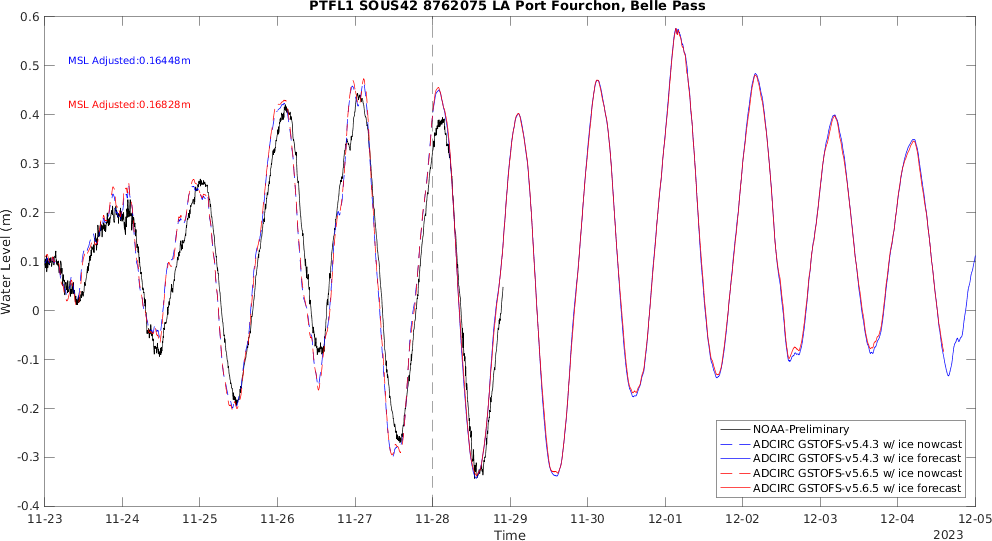 PTFL1 SOUS42 8762075 LA Port Fourchon, Belle Pass
0.6
0.5
0.4
0.3
0.2
0.1
0
-0.1
-0.2
-0.3
-0.4
Water Level (m)
MSL Adjusted:0.16448m
MSL Adjusted:0.16828m
NOAA-Preliminary
ADCIRC GSTOFS-v5.4.3 w/ ice nowcast
ADCIRC GSTOFS-v5.4.3 w/ ice forecast
ADCIRC GSTOFS-v5.6.5 w/ ice nowcast
ADCIRC GSTOFS-v5.6.5 w/ ice forecast
11-23 11-24 11-25 11-26 11-27 11-28 11-29 11-30 12-01 12-02 12-03 12-04 12-05
Time
2023